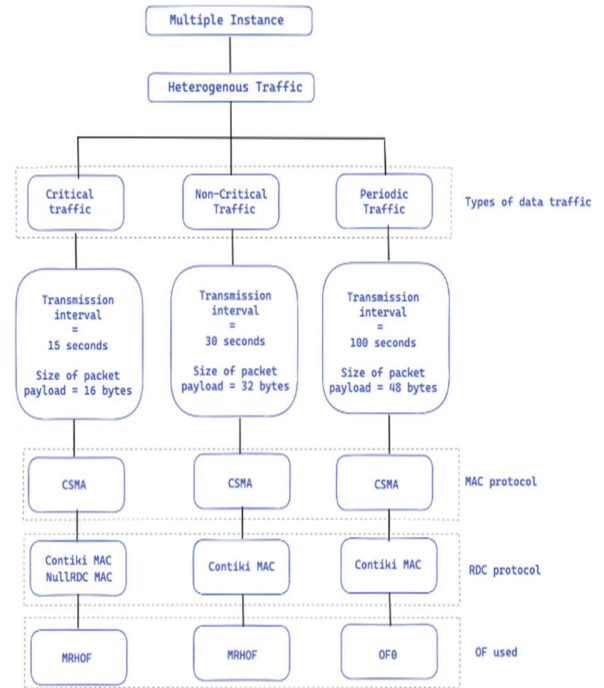 Multiple Instance
Heterogenous Traffic
Critical
traffic
Non-Critical
Traffic
Periodic
Traffic
Types of data traffic
Transmission
interval
=
15 seconds
Size of packet
payload = 16 bytes
Transmission
interval
=
30 seconds
Size of packet
payload = 32 bytes
Transmission
interval
=
100 seconds
Size of packet
payload = 48 bytes
CSMA
CSMA
CSMA
MAC protocol
Contiki MAC
NullRDC MAC
Contiki MAC
Contiki MAC
RDC protocol
MRHOF
MRHOF
OF0
OF used